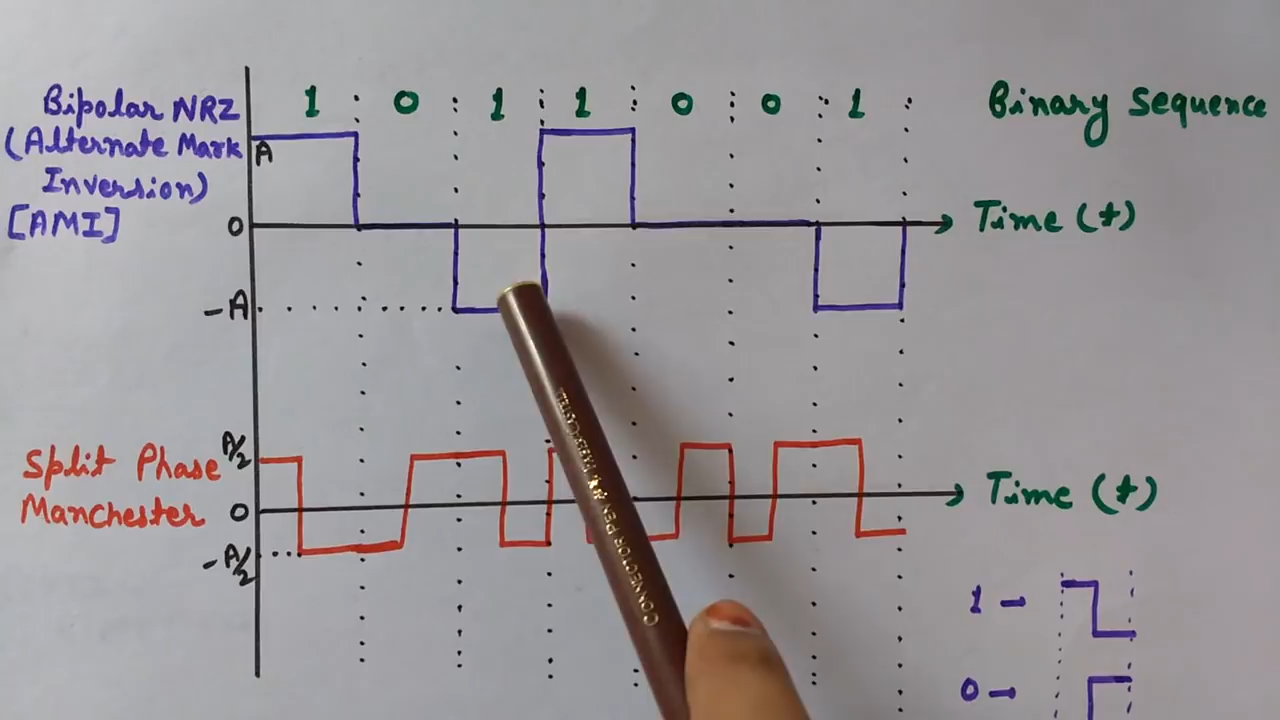 Bipolar NRZ
(Alternate Mark
Inversion)
[AMI]
1 0 1 1 0 0 1
Binary Sequence
A
0
Time (t)
-A
Split Phase
Manchester
A/2
0
Time (t)
-A/2
CONNECTOR PEN
1 -
0 -